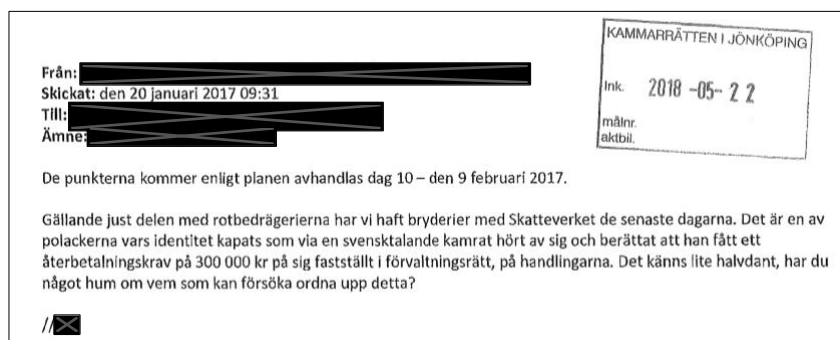 KAMMARRÄTTEN I JÖNKÖPING
Ink. 2018 -05- 2 2
målnr.
aktbil.
Från:
Skickat: den 20 januari 2017 09:31
Till:
Ämne:
De punkterna kommer enligt planen avhandlas dag 10 – den 9 februari 2017.
Gällande just delen med rotbedrägerierna har vi haft bryderier med Skatteverket de senaste dagarna. Det är en av
polackerna vars identitet kapats som via en svensktalande kamrat hört av sig och berättat att han fått ett
återbetalningskrav på 300 000 kr på sig fastställt i förvaltningsrätt, på handlingarna. Det känns lite halvdant, har du
något hum om vem som kan försöka ordna upp detta?
//